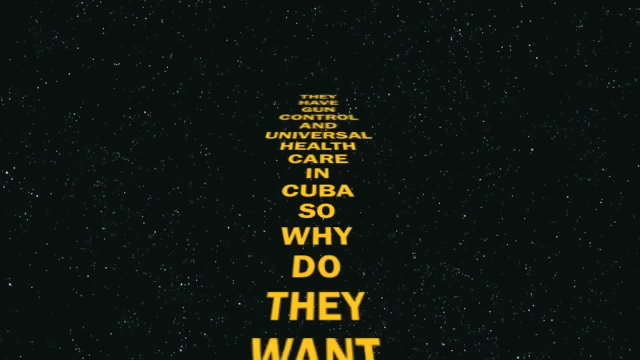 THEY
HAVE
GUN
CONTROL
AND
UNIVERSAL
HEALTH
CARE
IN
CUBA
SO
WHY
DO
THEY
WANT